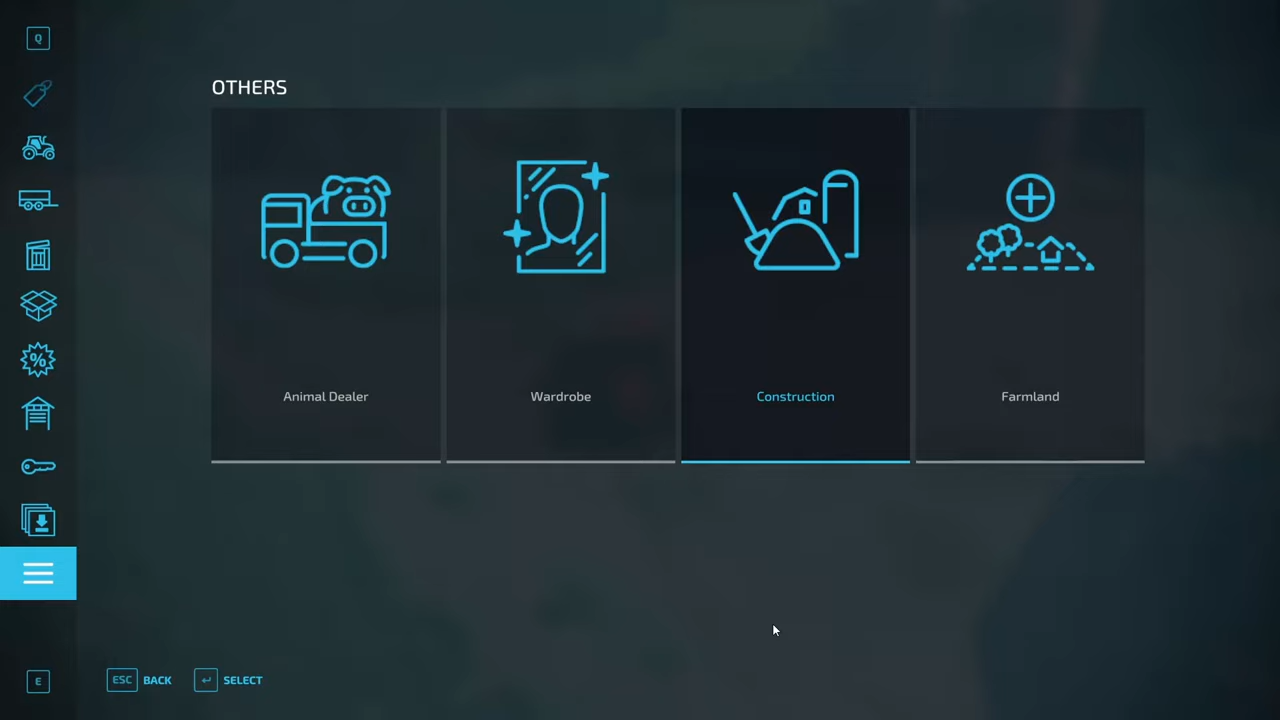 Q
OTHERS
%
Animal Dealer
Wardrobe
Construction
Farmland
E
ESC BACK
↵ SELECT